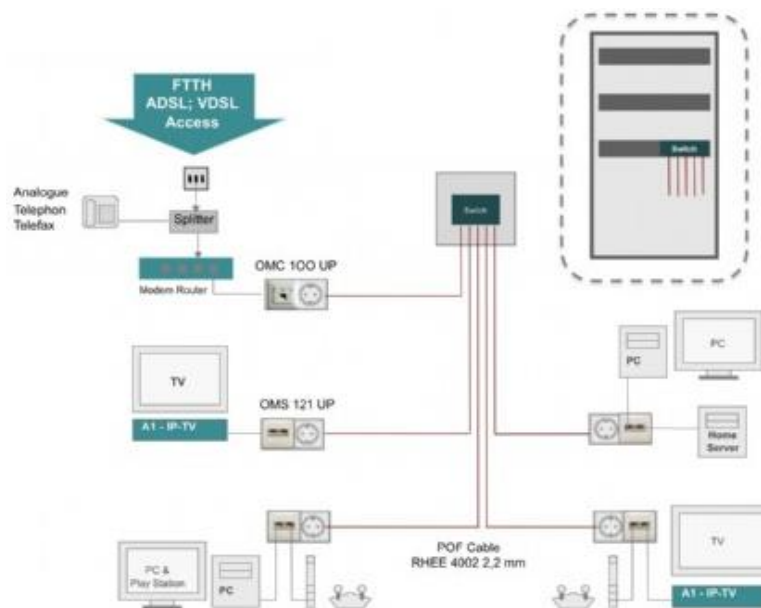 FTTH
ADSL; VDSL
Access
Switch
Analogue
Telephon
Telefax
Splitter
Switch
OMC 1OO UP
Modem Router
PC
PC
TV
OMS 121 UP
A1 - IP-TV
Home
Server
POF Cable
RHEE 4002 2,2 mm
PC &
Play Station
PC
TV
A1 - IP-TV